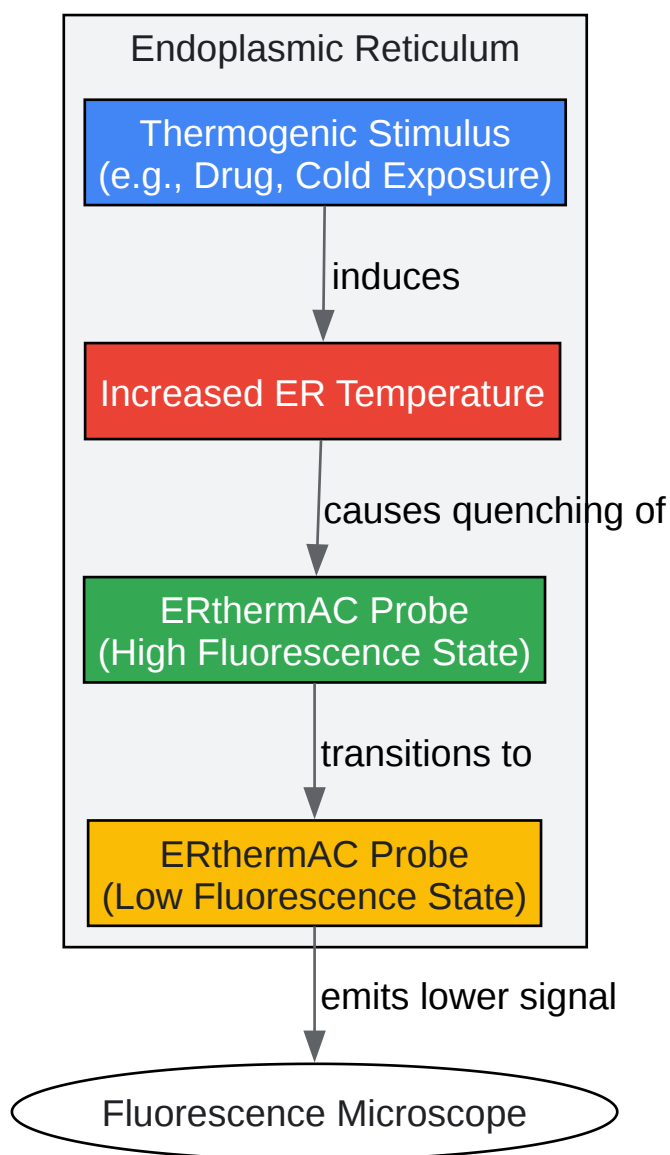 Endoplasmic Reticulum
Thermogenic Stimulus
(e.g., Drug, Cold Exposure)
induces
Increased ER Temperature
causes quenching of
ERthermAC Probe
(High Fluorescence State)
transitions to
ERthermAC Probe
(Low Fluorescence State)
emits lower signal
Fluorescence Microscope